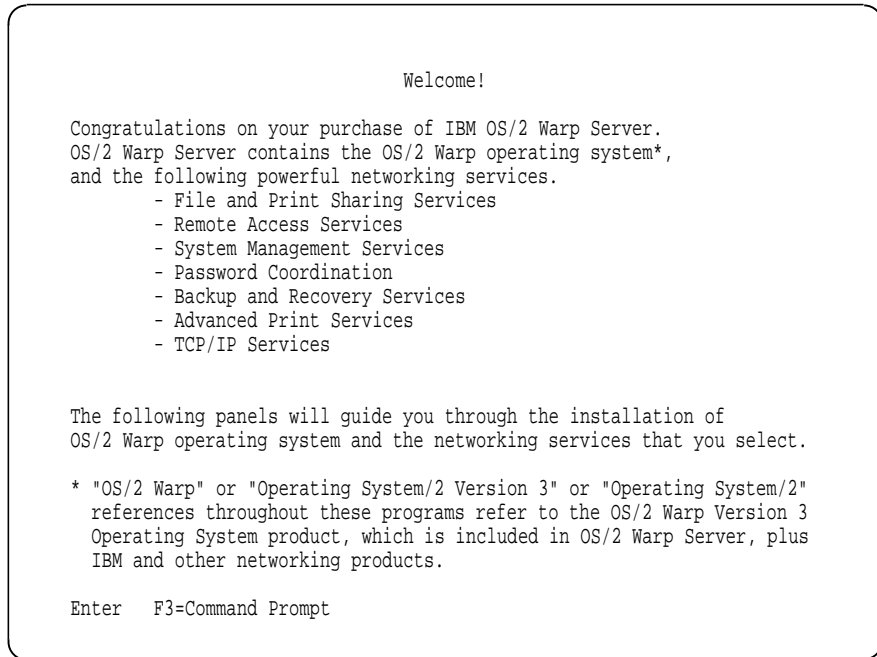 Welcome!
Congratulations on your purchase of IBM OS/2 Warp Server.
OS/2 Warp Server contains the OS/2 Warp operating system*,
and the following powerful networking services.
- File and Print Sharing Services
- Remote Access Services
- System Management Services
- Password Coordination
- Backup and Recovery Services
- Advanced Print Services
- TCP/IP Services
The following panels will guide you through the installation of
OS/2 Warp operating system and the networking services that you select.
* "OS/2 Warp" or "Operating System/2 Version 3" or "Operating System/2"
references throughout these programs refer to the OS/2 Warp Version 3
Operating System product, which is included in OS/2 Warp Server, plus
IBM and other networking products.
Enter F3=Command Prompt